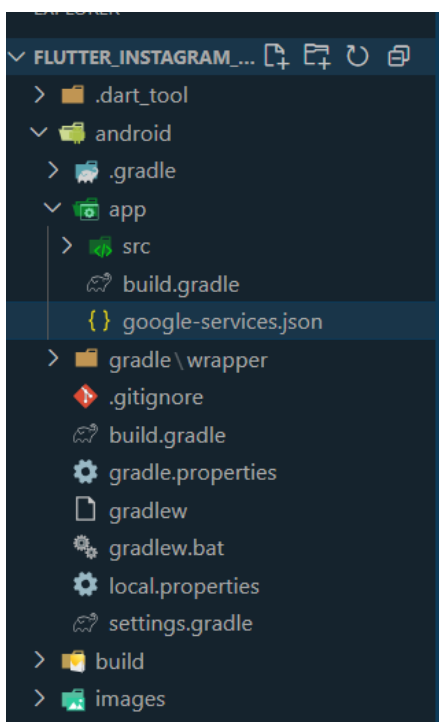 EXPLORER
FLUTTER_INSTAGRAM_...
.dart_tool
android
.gradle
app
src
build.gradle
{ } google-services.json
gradle\wrapper
.gitignore
build.gradle
gradle.properties
gradlew
gradlew.bat
local.properties
settings.gradle
build
images